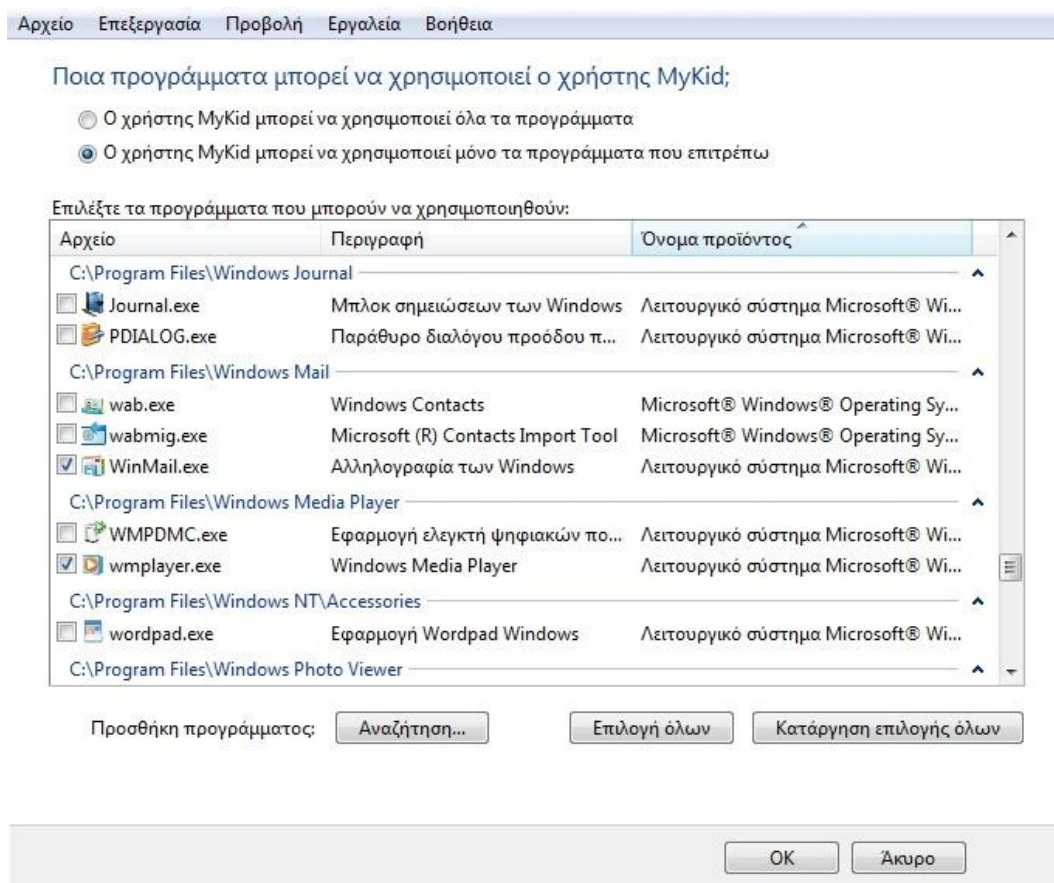 Αρχείο Επεξεργασία Προβολή Εργαλεία Βοήθεια
Ποια προγράμματα μπορεί να χρησιμοποιεί ο χρήστης MyKid;
Ο χρήστης MyKid μπορεί να χρησιμοποιεί όλα τα προγράμματα
Ο χρήστης MyKid μπορεί να χρησιμοποιεί μόνο τα προγράμματα που επιτρέπω
Επιλέξτε τα προγράμματα που μπορούν να χρησιμοποιηθούν:
Αρχείο Περιγραφή Όνομα προϊόντος
C:\Program Files\Windows Journal
Journal.exe Μπλοκ σημειώσεων των Windows Λειτουργικό σύστημα Microsoft® Wi...
PDIALOG.exe Παράθυρο διαλόγου προόδου π... Λειτουργικό σύστημα Microsoft® Wi...
C:\Program Files\Windows Mail
wab.exe Windows Contacts Microsoft® Windows® Operating Sy...
wabmig.exe Microsoft (R) Contacts Import Tool Microsoft® Windows® Operating Sy...
WinMail.exe Αλληλογραφία των Windows Λειτουργικό σύστημα Microsoft® Wi...
C:\Program Files\Windows Media Player
WMPDMC.exe Εφαρμογή ελεγκτή ψηφιακών πο... Λειτουργικό σύστημα Microsoft® Wi...
wmplayer.exe Windows Media Player Λειτουργικό σύστημα Microsoft® Wi...
C:\Program Files\Windows NT\Accessories
wordpad.exe Εφαρμογή Wordpad Windows Λειτουργικό σύστημα Microsoft® Wi...
C:\Program Files\Windows Photo Viewer
Προσθήκη προγράμματος: Αναζήτηση... Επιλογή όλων Κατάργηση επιλογής όλων
OK Άκυρο